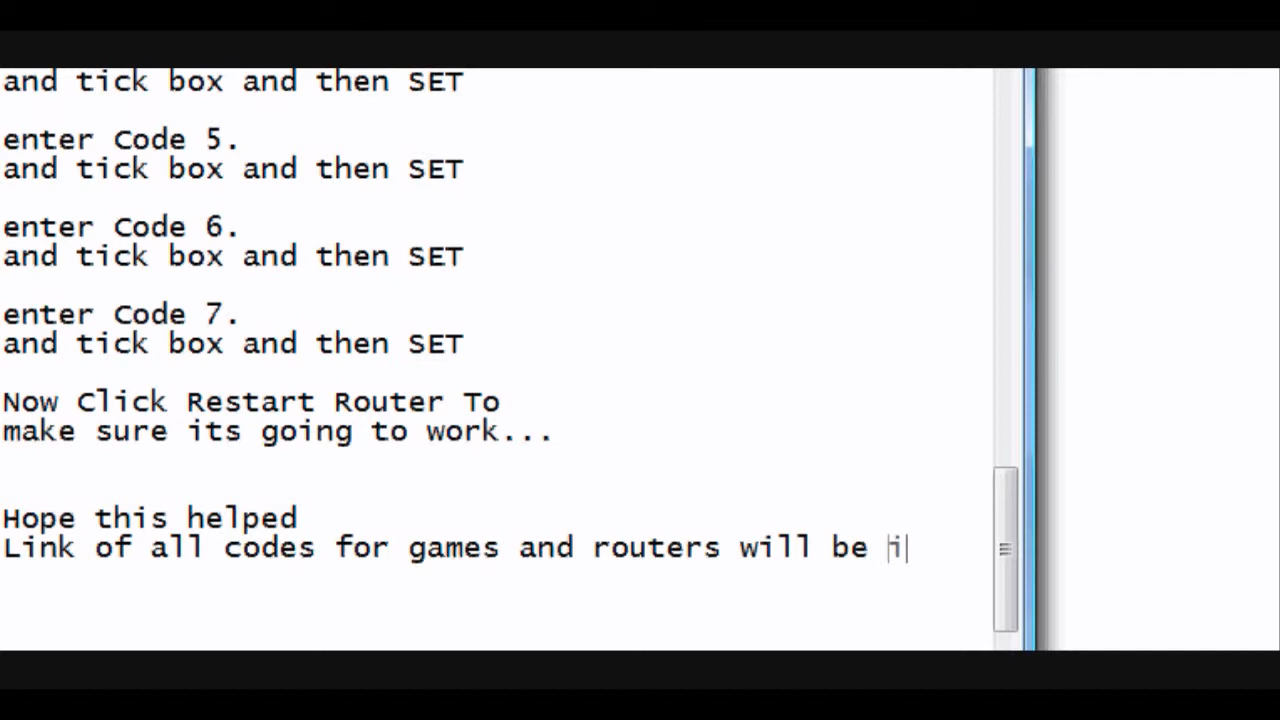 and tick box and then SET
enter Code 5.
and tick box and then SET
enter Code 6.
and tick box and then SET
enter Code 7.
and tick box and then SET
Now Click Restart Router To
make sure its going to work...
Hope this helped
Link of all codes for games and routers will be i